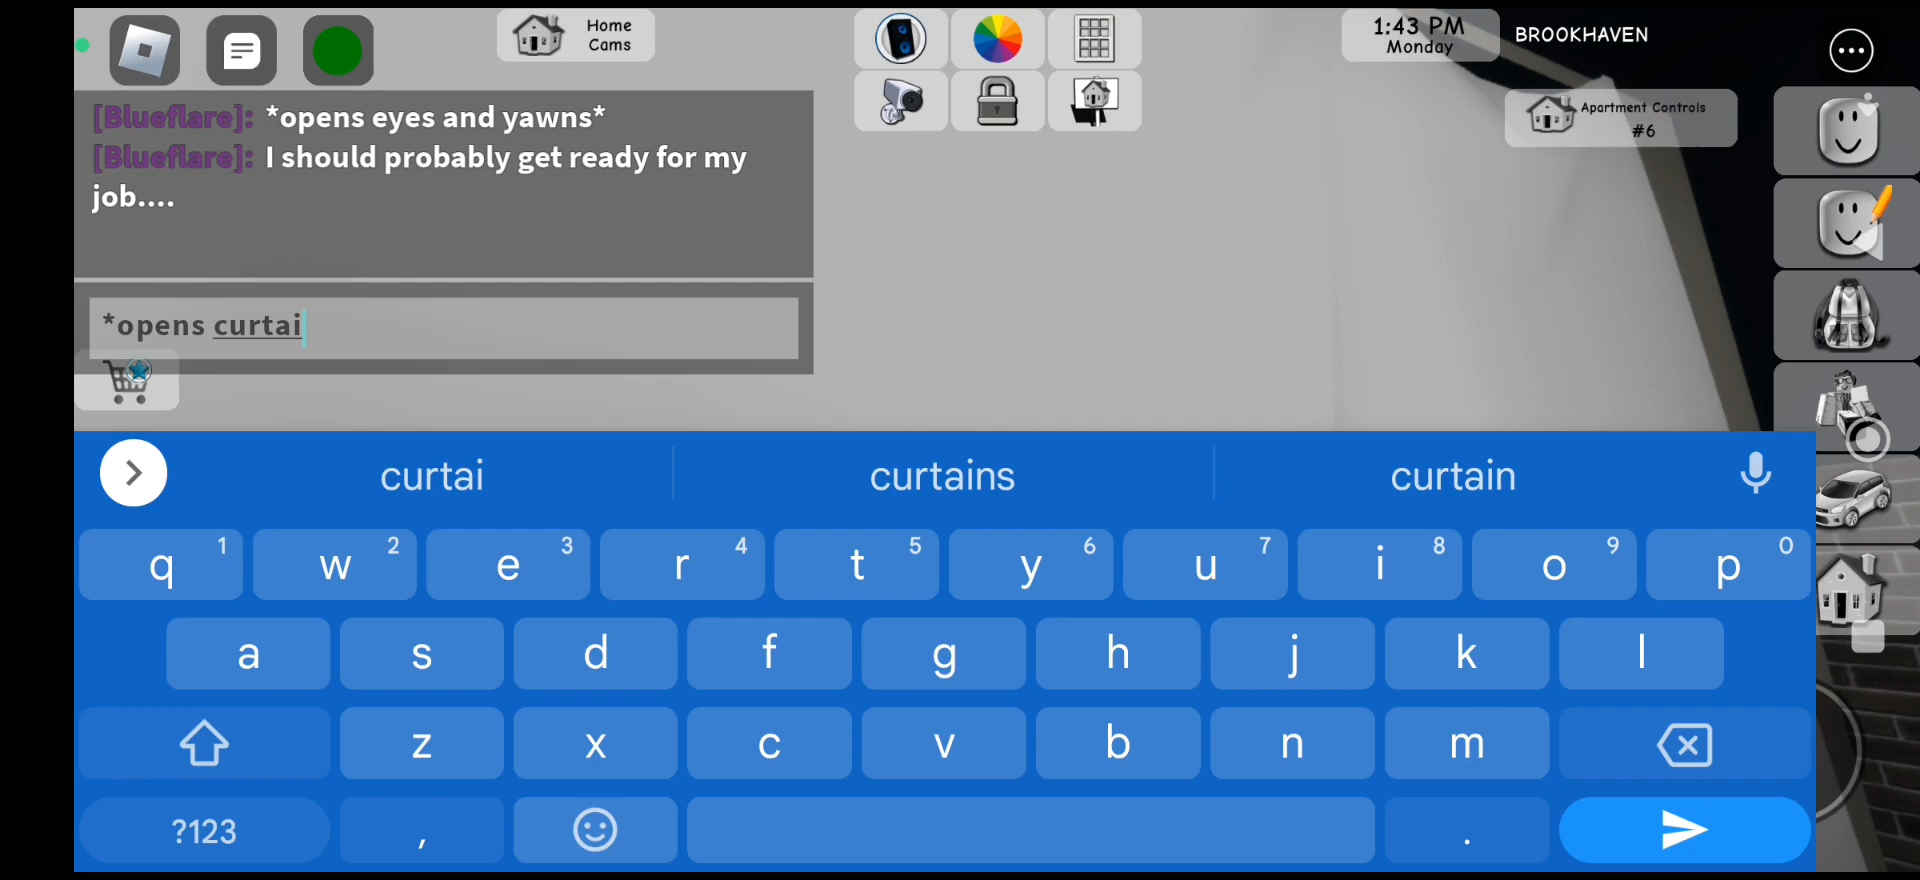 Home
Cams
1:43 PM
Monday
BROOKHAVEN
[Blueflare]: *opens eyes and yawns*
[Blueflare]: I should probably get ready for my
job....
Apartment Controls
#6
*opens curtai
curtai curtains curtain
q 1 w 2 e 3 r 4 t 5 y 6 u 7 i 8 o 9 p 0
a s d f g h j k l
z x c v b n m
?123 , .